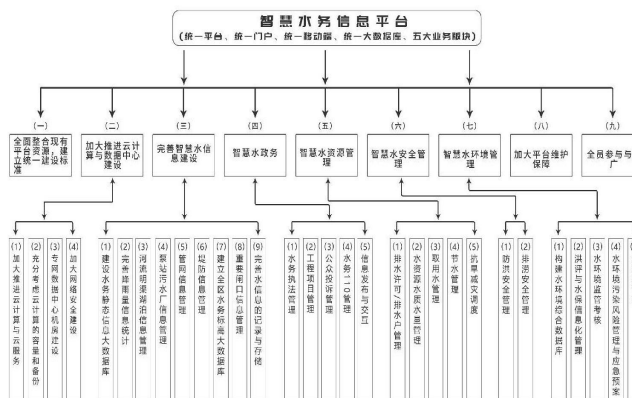 智慧水务信息平台
(统一平台、统一门户、统一移动端、统一大数据库、五大业务版块)
(一)
全面整合现有
平台资源，建
立统一建设标
准
(二)
加大推进云计
算与数据中心
建设
(三)
完善智慧水信
息建设
(四)
智慧水政务
(五)
智慧水资源管
理
(六)
智慧水安全管理
(七)
智慧水环境管
理
(八)
加大平台维护
保障
(九)
全员参与与
广
(1)加大推进云计算与云服务
(2)充分考虑云计算的容量和备份
(3)专网数据中心机房建设
(4)加大网络安全建设
(1)建设水务静态信息大数据库
(2)完善降雨量信息统计
(3)河流明渠湖泊信息管理
(4)泵站污水厂信息管理
(5)管网信息管理
(6)堤防信息管理
(7)建立全区水务标高大数据库
(8)重要闸口信息管理
(9)完善水信息的记录与存储
(1)水务执法管理
(2)工程项目管理
(3)公众投诉管理
(4)水务110管理
(5)信息发布与交互
(1)排水许可/排水户管理
(2)水资源水质水量管理
(3)取用水管理
(4)节水管理
(5)抗旱减灾调度
(1)防洪安全管理
(2)排涝安全管理
(1)构建水环境综合数据库
(2)洪评与水保信息化管理
(3)水环境监管考核
(4)水环境污染风险管理与应急预案